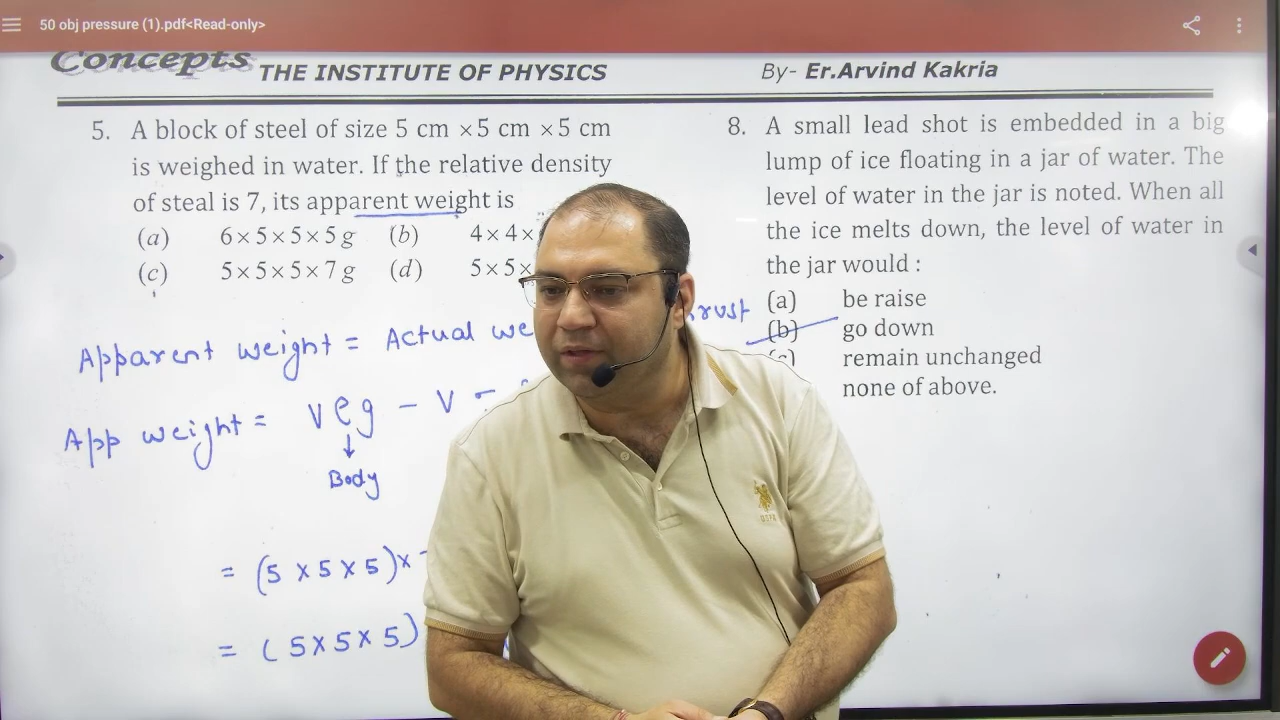 50 obj pressure (1).pdf<Read-only>
Concepts THE INSTITUTE OF PHYSICS By- Er.Arvind Kakria
5. A block of steel of size 5 cm ×5 cm ×5 cm
is weighed in water. If the relative density
of steal is 7, its apparent weight is
(a) 6×5×5×5g (b) 4×4×
(c) 5×5×5×7g (d) 5×5×
Apparent weight = Actual we rust
App weight = Vρg - V
Body
= (5×5×5)×
= (5×5×5)
8. A small lead shot is embedded in a big
lump of ice floating in a jar of water. The
level of water in the jar is noted. When all
the ice melts down, the level of water in
the jar would :
(a) be raise
(b) go down
(c) remain unchanged
none of above.